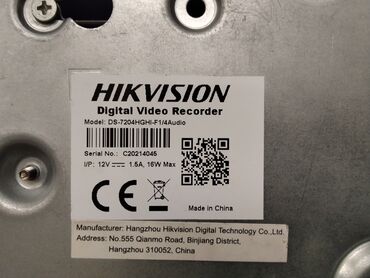 HIKVISION
Digital Video Recorder
Model: DS-7204HGHI-F1/4Audio
Serial No.: C20214045
I/P: 12V 1.5A, 16W Max
CE
Made in China
Manufacturer: Hangzhou Hikvision Digital Technology Co.,Ltd.
Address: No.555 Qianmo Road, Binjiang District,
Hangzhou 310052, China